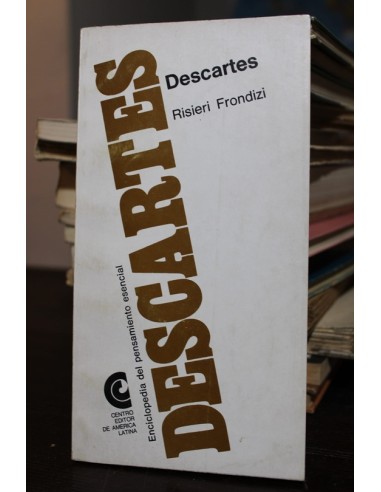 Descartes
Risieri Frondizi
DESCARTES
Enciclopedia del pensamiento esencial
CENTRO
EDITOR
DE AMERICA
LATINA